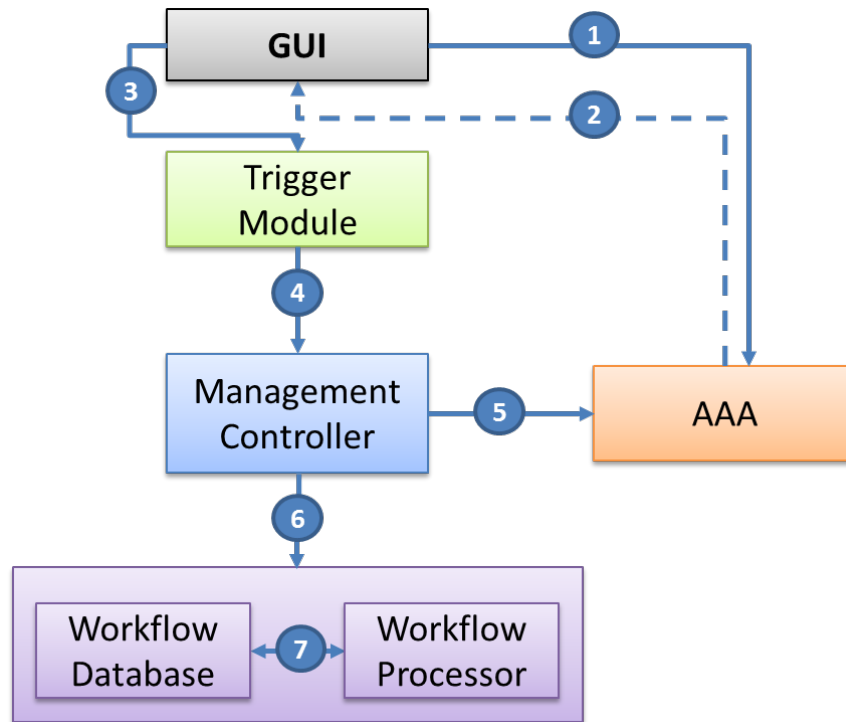 GUI
1
3
2
Trigger
Module
4
Management
Controller
5
AAA
6
Workflow
Database
7
Workflow
Processor